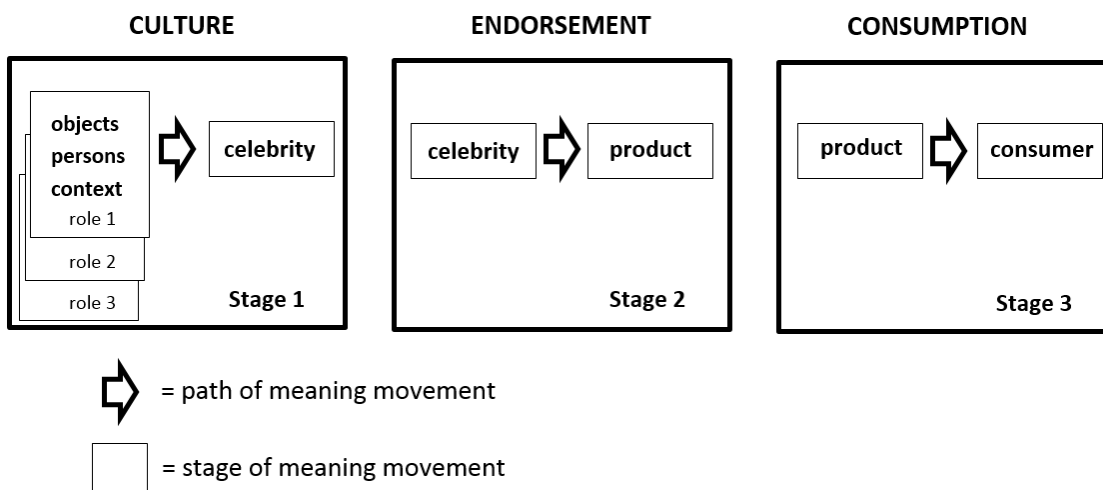 CULTURE
ENDORSEMENT
CONSUMPTION
objects
persons
context
role 1
role 2
role 3
celebrity
Stage 1
celebrity
product
Stage 2
product
consumer
Stage 3
= path of meaning movement
= stage of meaning movement